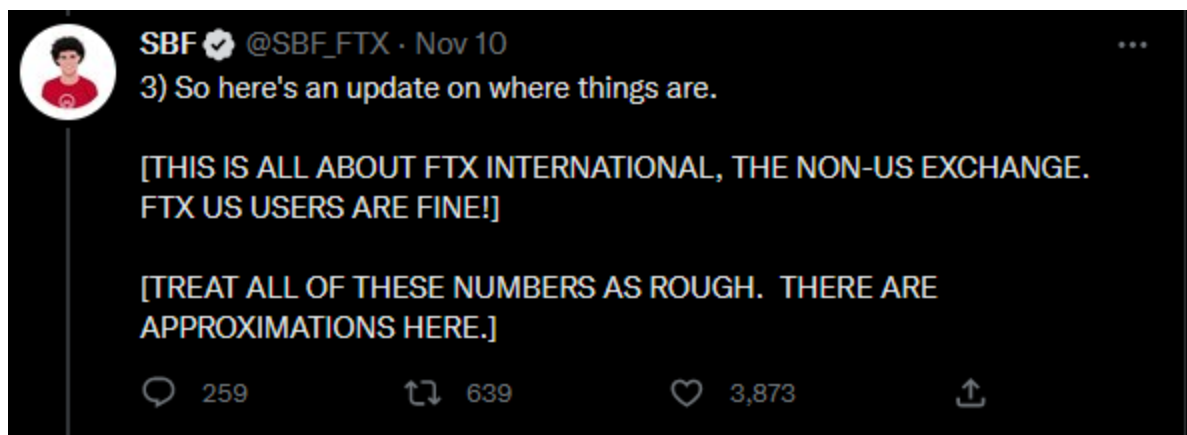 SBF @SBF_FTX · Nov 10
3) So here's an update on where things are.
[THIS IS ALL ABOUT FTX INTERNATIONAL, THE NON-US EXCHANGE.
FTX US USERS ARE FINE!]
[TREAT ALL OF THESE NUMBERS AS ROUGH.  THERE ARE
APPROXIMATIONS HERE.]
259 639 3,873